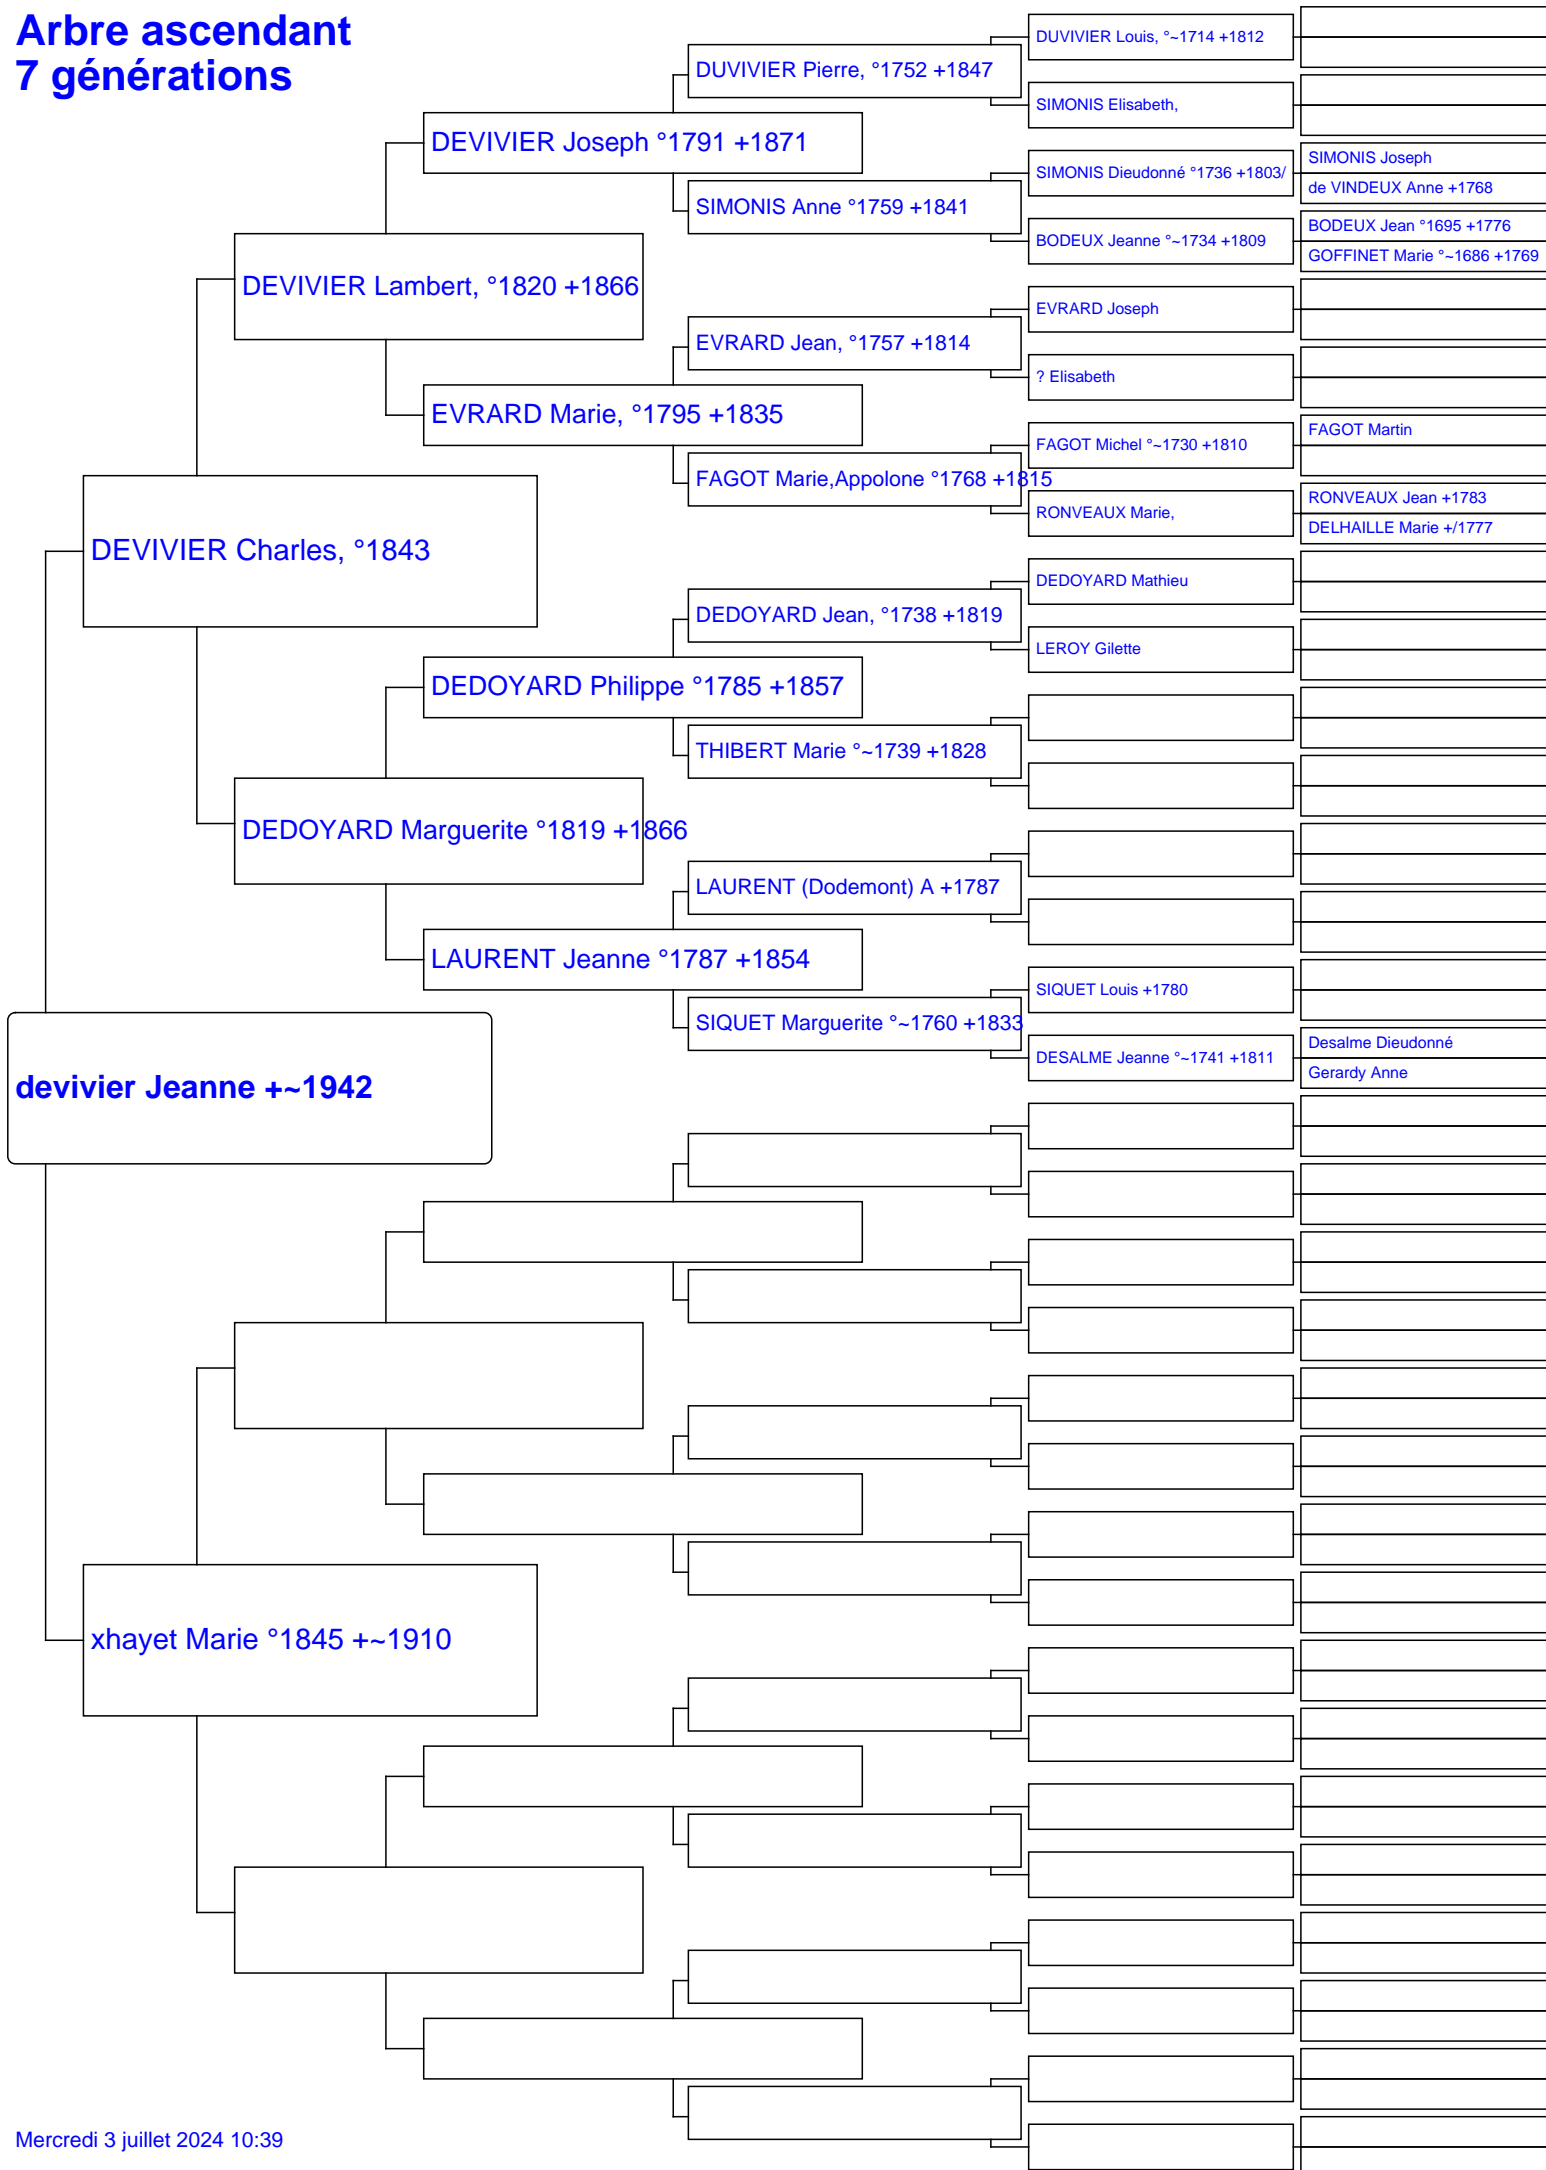 Arbre ascendant
7 générations
DUVIVIER Louis, °~1714 +1812
DUVIVIER Pierre, °1752 +1847
SIMONIS Elisabeth,
DEVIVIER Joseph °1791 +1871
SIMONIS Joseph
SIMONIS Dieudonné °1736 +1803/
de VINDEUX Anne +1768
SIMONIS Anne °1759 +1841
BODEUX Jean °1695 +1776
BODEUX Jeanne °~1734 +1809
GOFFINET Marie °~1686 +1769
DEVIVIER Lambert, °1820 +1866
EVRARD Joseph
EVRARD Jean, °1757 +1814
? Elisabeth
EVRARD Marie, °1795 +1835
FAGOT Martin
FAGOT Michel °~1730 +1810
FAGOT Marie,Appolone °1768 +1815
RONVEAUX Jean +1783
RONVEAUX Marie,
DELHAILLE Marie +/1777
DEVIVIER Charles, °1843
DEDOYARD Mathieu
DEDOYARD Jean, °1738 +1819
LEROY Gilette
DEDOYARD Philippe °1785 +1857
THIBERT Marie °~1739 +1828
DEDOYARD Marguerite °1819 +1866
LAURENT (Dodemont) A +1787
LAURENT Jeanne °1787 +1854
SIQUET Louis +1780
SIQUET Marguerite °~1760 +1833
Desalme Dieudonné
DESALME Jeanne °~1741 +1811
Gerardy Anne
devivier Jeanne +~1942
xhayet Marie °1845 +~1910
Mercredi 3 juillet 2024 10:39